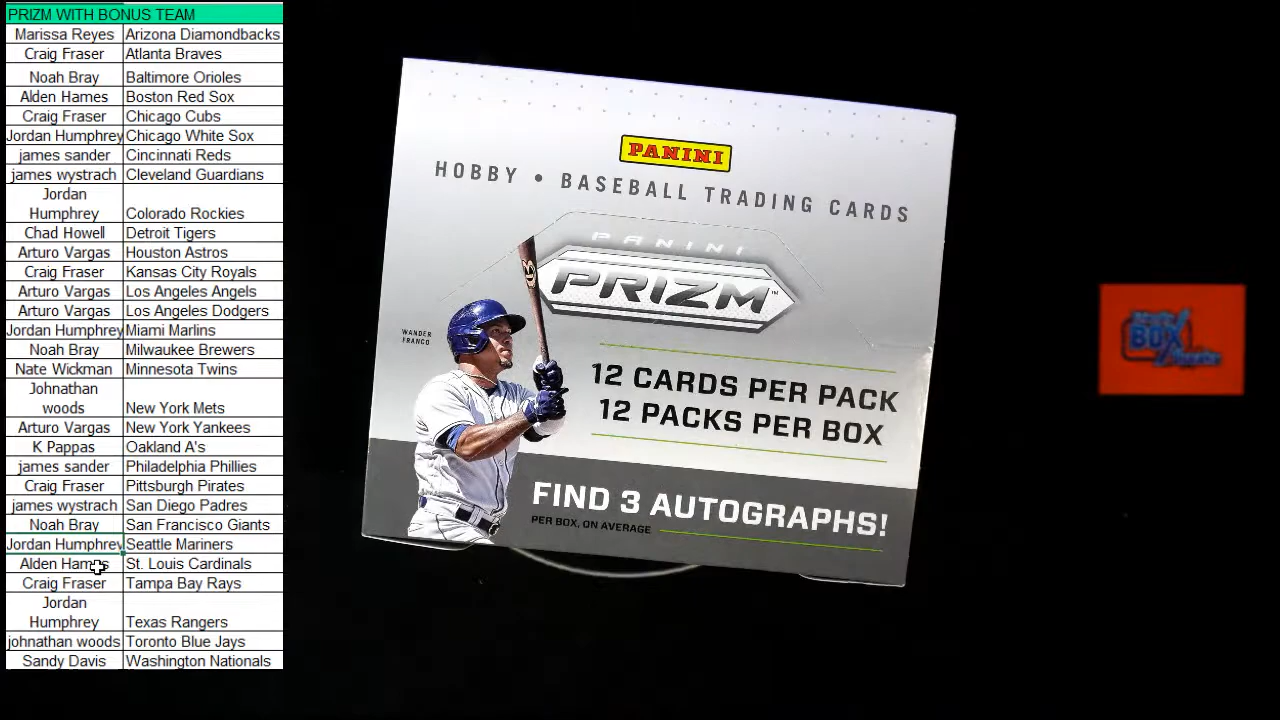 PRIZM WITH BONUS TEAM
Marissa Reyes Arizona Diamondbacks
Craig Fraser Atlanta Braves
Noah Bray Baltimore Orioles
Alden Hames Boston Red Sox
Craig Fraser Chicago Cubs
Jordan Humphrey Chicago White Sox
james sander Cincinnati Reds
james wystrach Cleveland Guardians
Jordan
Humphrey Colorado Rockies
Chad Howell Detroit Tigers
Arturo Vargas Houston Astros
Craig Fraser Kansas City Royals
Arturo Vargas Los Angeles Angels
Arturo Vargas Los Angeles Dodgers
Jordan Humphrey Miami Marlins
Noah Bray Milwaukee Brewers
Nate Wickman Minnesota Twins
Johnathan
woods New York Mets
Arturo Vargas New York Yankees
K Pappas Oakland A's
james sander Philadelphia Phillies
Craig Fraser Pittsburgh Pirates
james wystrach San Diego Padres
Noah Bray San Francisco Giants
Jordan Humphrey Seattle Mariners
Alden Hames St. Louis Cardinals
Craig Fraser Tampa Bay Rays
Jordan
Humphrey Texas Rangers
johnathan woods Toronto Blue Jays
Sandy Davis Washington Nationals
PANINI
HOBBY • BASEBALL TRADING CARDS
PANINI
PRIZM™
WANDER
FRANCO
12 CARDS PER PACK
12 PACKS PER BOX
FIND 3 AUTOGRAPHS!
PER BOX, ON AVERAGE
BOX